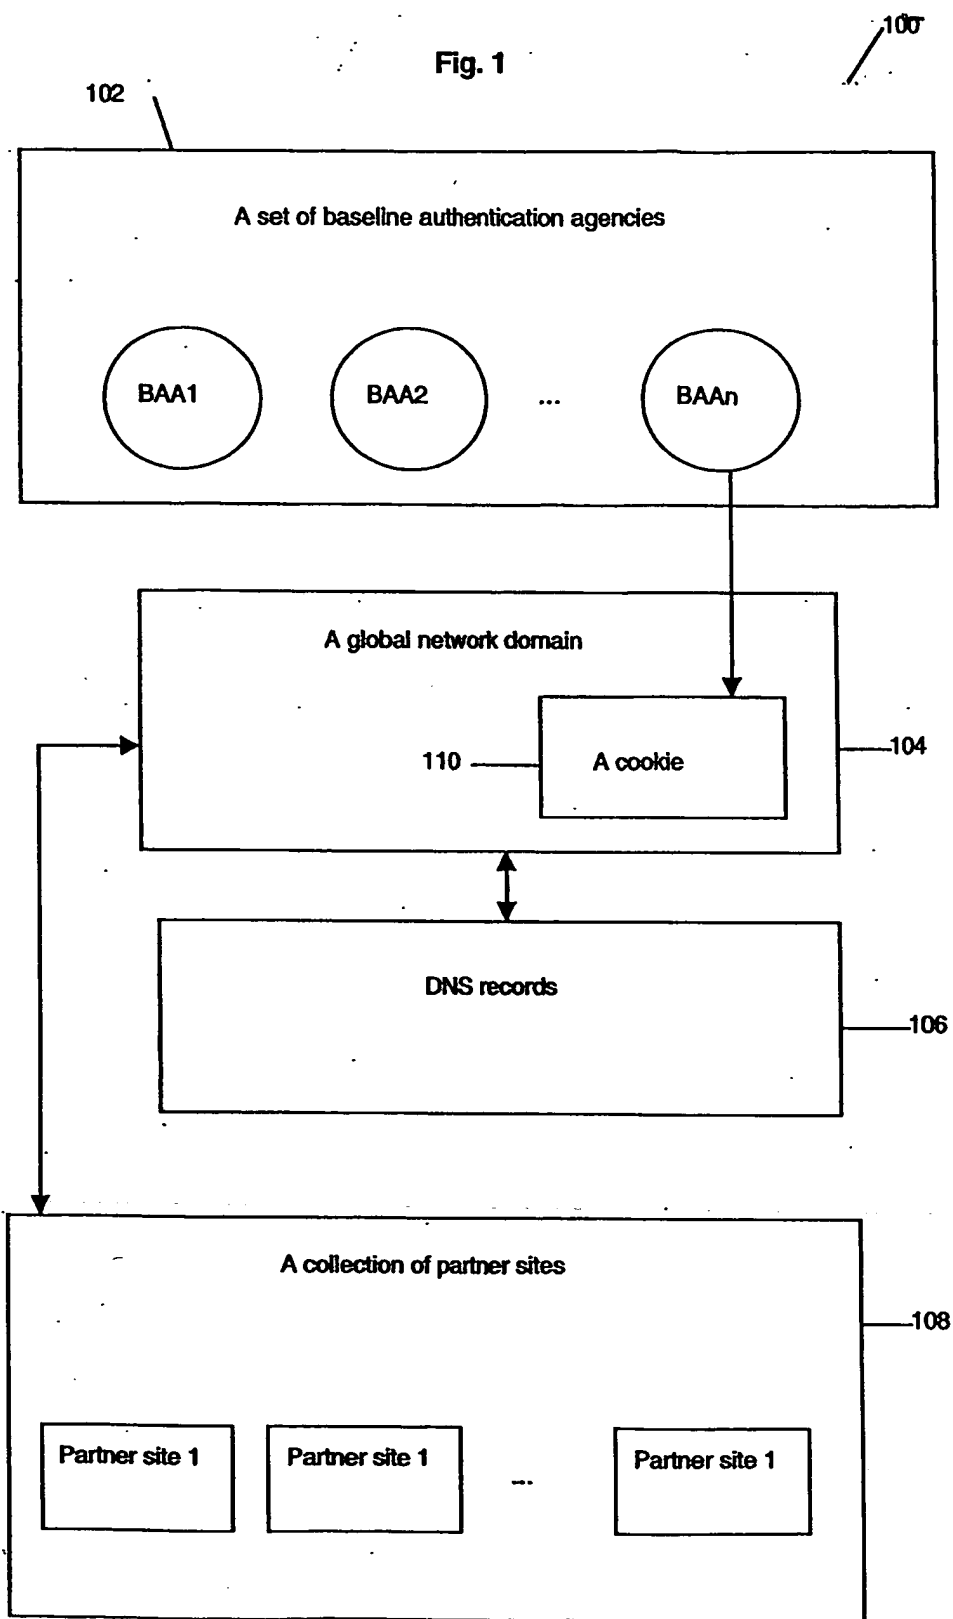 100
Fig. 1
102
A set of baseline authentication agencies
BAA1 BAA2 ... BAAn
A global network domain
104
110 A cookie
DNS records
106
A collection of partner sites
108
Partner site 1 Partner site 1 ... Partner site 1